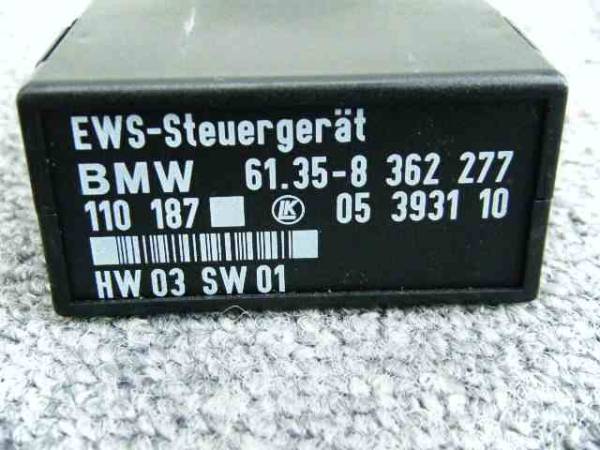 EWS-Steuergerät
BMW 61.35-8 362 277
110 187 LK 05 3931 10
HW 03 SW 01